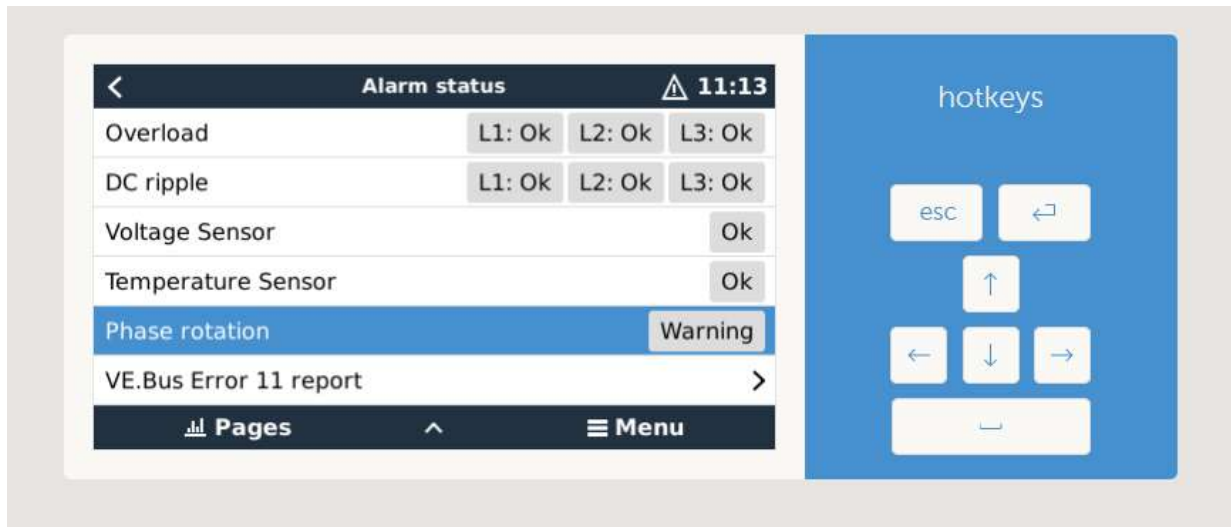 Alarm status 11:13
Overload L1: Ok L2: Ok L3: Ok
DC ripple L1: Ok L2: Ok L3: Ok
Voltage Sensor Ok
Temperature Sensor Ok
Phase rotation Warning
VE.Bus Error 11 report
Pages Menu
hotkeys
esc